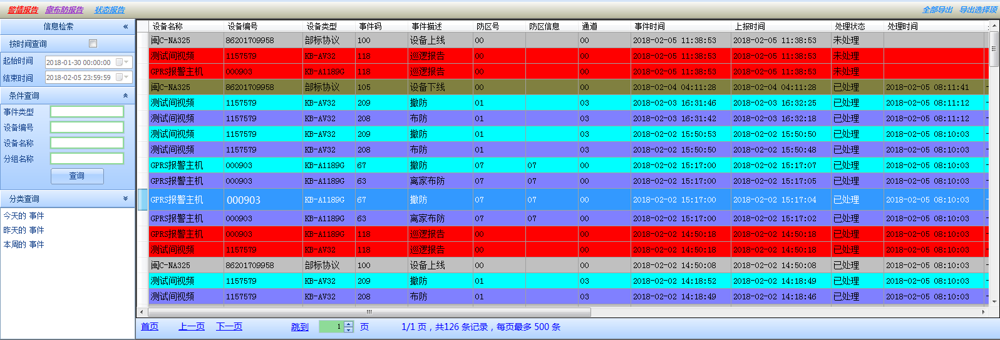 警情报告 撤布防报告 状态报告 全部导出 导出选择项
信息检索 «
按时间查询
起始时间 2018-01-30 00:00:00
结束时间 2018-02-05 23:59:59
条件查询
事件类型
设备编号
设备名称
分组名称
查询
分类查询
今天的 事件
昨天的 事件
本周的 事件
设备名称 设备编号 设备类型 事件码 事件描述 防区号 防区信息 通道 事件时间 上报时间 处理状态 处理时间
闽C-NA325 86201709958 部标协议 100 设备上线 00 00 2018-02-05 11:38:53 2018-02-05 11:38:53 未处理
测试间视频 1157579 KB-AV32 118 巡逻报告 00 00 2018-02-05 11:38:53 2018-02-05 11:38:53 未处理
GPRS报警主机 000903 118 巡逻报告 00 00 2018-02-05 11:38:53 2018-02-05 11:38:53 未处理
闽C-NA325 86201709958 部标协议 105 设备下线 00 00 2018-02-04 04:11:28 2018-02-04 04:11:28 已处理 2018-02-05 08:11:41
测试间视频 1157579 KB-AV32 209 撤防 01 03 2018-02-03 16:31:46 2018-02-03 16:32:25 已处理 2018-02-05 08:11:12
测试间视频 1157579 KB-AV32 208 布防 01 03 2018-02-03 16:31:42 2018-02-03 16:32:18 已处理 2018-02-05 08:11:12
测试间视频 1157579 KB-AV32 209 撤防 01 03 2018-02-02 15:50:53 2018-02-02 15:50:50 已处理 2018-02-05 08:10:03
测试间视频 1157579 KB-AV32 208 布防 01 03 2018-02-02 15:50:50 2018-02-02 15:50:48 已处理 2018-02-05 08:10:03
GPRS报警主机 000903 KB-A1189G 67 撤防 07 07 00 2018-02-02 15:17:00 2018-02-02 15:17:07 已处理 2018-02-05 08:10:03
GPRS报警主机 000903 KB-A1189G 63 离家布防 07 07 00 2018-02-02 15:17:00 2018-02-02 15:17:05 已处理 2018-02-05 08:10:03
GPRS报警主机 000903 KB-A1189G 67 撤防 07 07 00 2018-02-02 15:17:00 2018-02-02 15:17:04 已处理 2018-02-05 08:10:03
GPRS报警主机 000903 KB-A1189G 63 离家布防 07 07 00 2018-02-02 15:17:00 2018-02-02 15:17:02 已处理 2018-02-05 08:10:03
GPRS报警主机 000903 KB-A1189G 118 巡逻报告 00 00 2018-02-02 14:50:18 2018-02-02 14:50:18 已处理 2018-02-05 08:10:03
测试间视频 1157579 KB-AV32 118 巡逻报告 00 00 2018-02-02 14:50:18 2018-02-02 14:50:18 已处理 2018-02-05 08:10:03
闽C-NA325 86201709958 部标协议 100 设备上线 00 00 2018-02-02 14:50:08 2018-02-02 14:50:08 已处理 2018-02-05 08:10:03
测试间视频 1157579 KB-AV32 209 撤防 01 03 2018-02-02 14:18:52 2018-02-02 14:18:49 已处理 2018-02-05 08:10:03
测试间视频 1157579 KB-AV32 208 布防 01 03 2018-02-02 14:18:49 2018-02-02 14:18:46 已处理 2018-02-05 08:10:03
首页 上一页 下一页 跳到 1 页 1/1 页，共126 条记录，每页最多 500 条